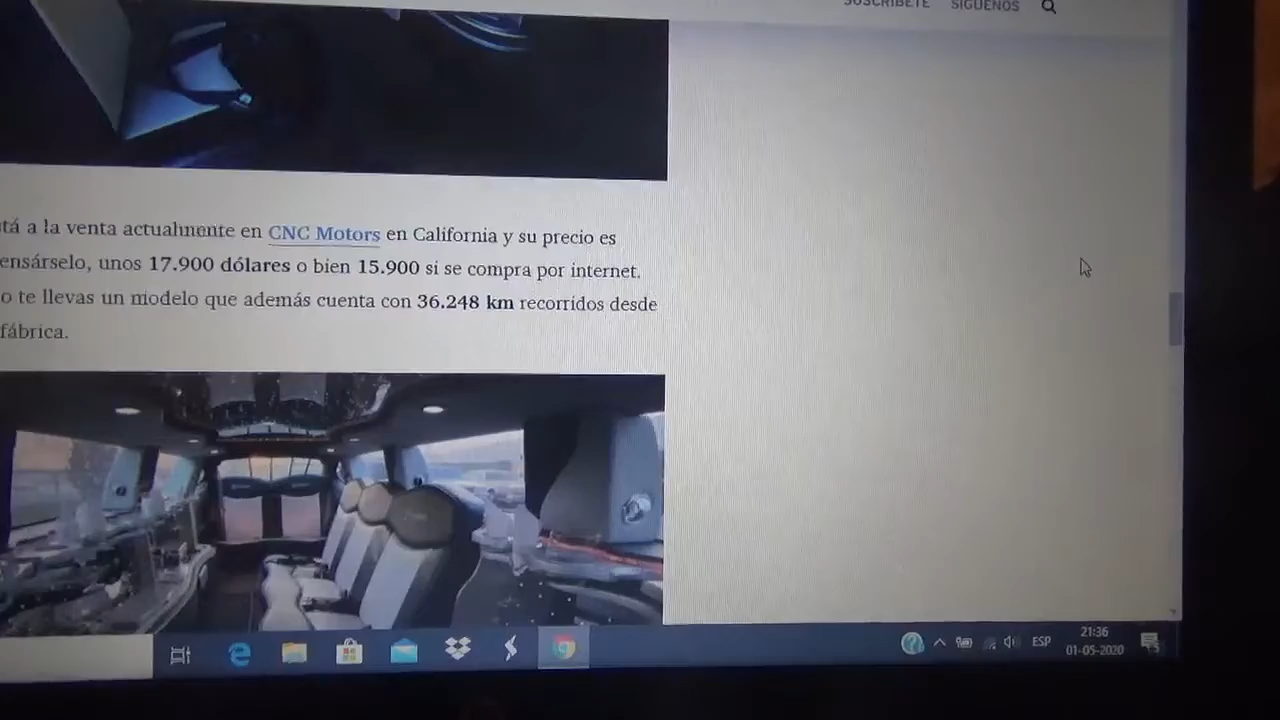 SUSCRÍBETE SÍGUENOS
tá a la venta actualmente en CNC Motors en California y su precio es
ensárselo, unos 17.900 dólares o bien 15.900 si se compra por internet.
o te llevas un modelo que además cuenta con 36.248 km recorridos desde
fábrica.
ESP
21:36
01-05-2020